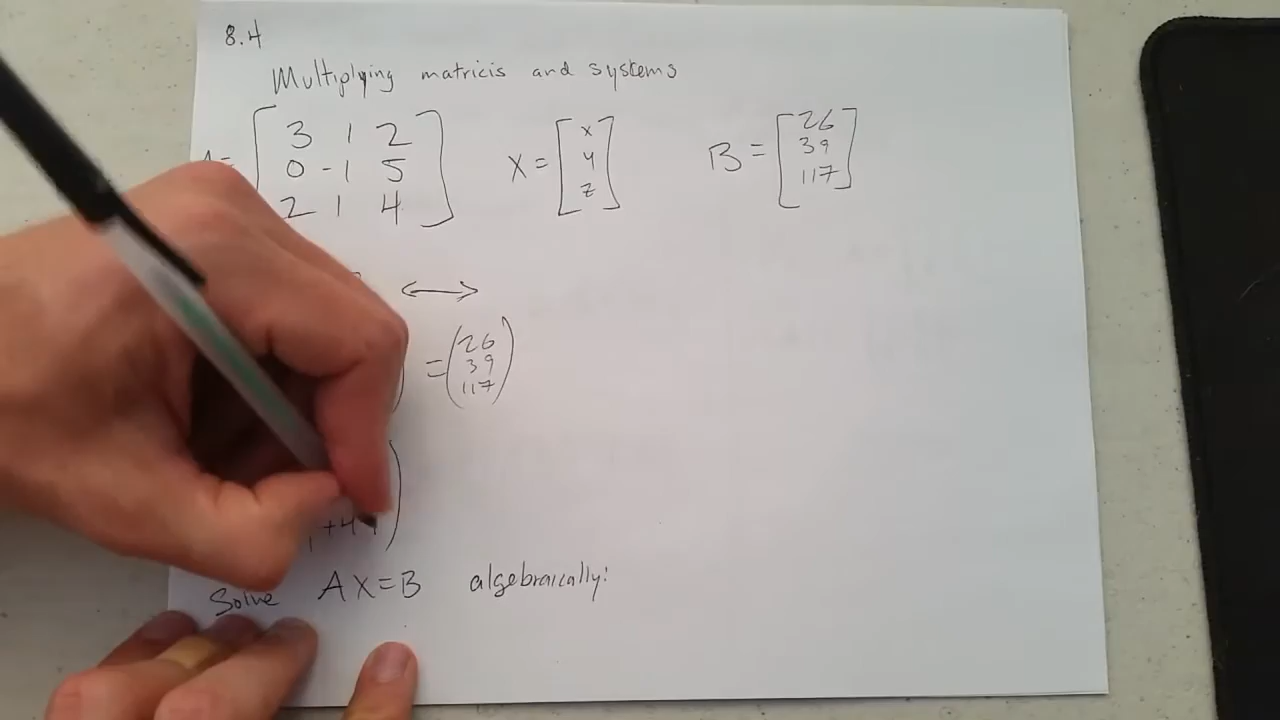 8.4
Multiplying matricis and systems
3 1 2
0 -1 5
2 1 4
X = x
y
z
B = 26
39
117
= 26
39
117
+4
Solve AX=B algebraically: